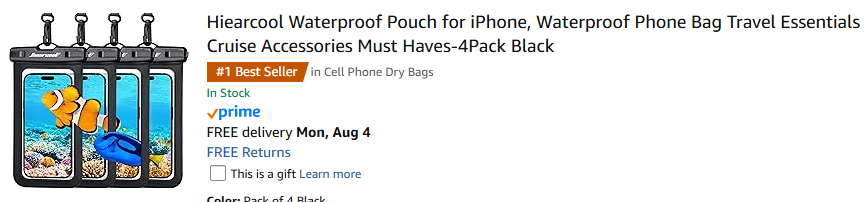 Hiearcool Waterproof Pouch for iPhone, Waterproof Phone Bag Travel Essentials
Cruise Accessories Must Haves-4Pack Black
#1 Best Seller in Cell Phone Dry Bags
In Stock
prime
FREE delivery Mon, Aug 4
FREE Returns
This is a gift Learn more
Color: Pack of 4 Black